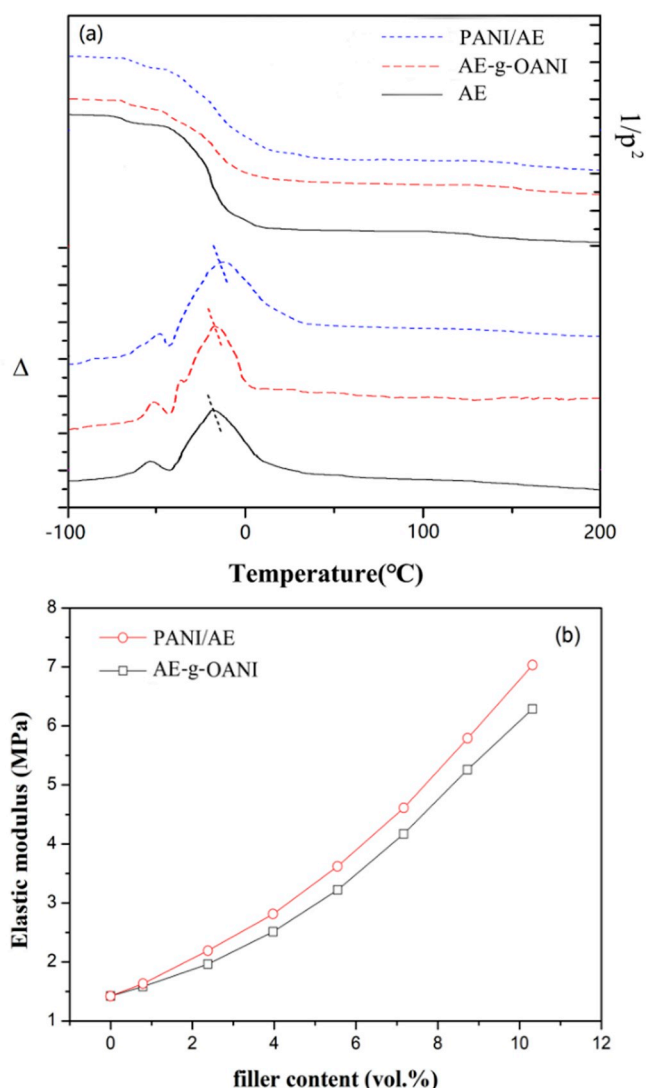 (a)
PANI/AE
AE-g-OANI
AE
1/p²
Δ
-100 0 100 200
Temperature(°C)
(b)
PANI/AE
AE-g-OANI
8
7
6
5
4
3
2
1
Elastic modulus (MPa)
0 2 4 6 8 10 12
filler content (vol.%)